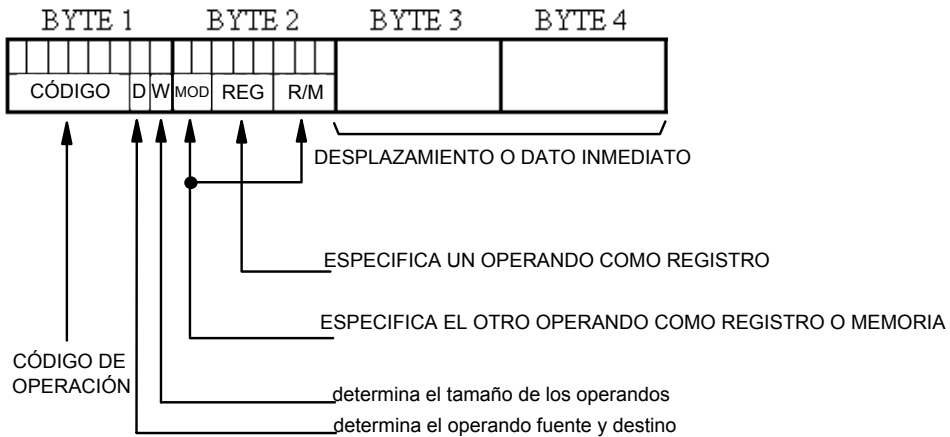 BYTE 1 BYTE 2 BYTE 3 BYTE 4
CÓDIGO D W MOD REG R/M
DESPLAZAMIENTO O DATO INMEDIATO
ESPECIFICA UN OPERANDO COMO REGISTRO
ESPECIFICA EL OTRO OPERANDO COMO REGISTRO O MEMORIA
CÓDIGO DE
OPERACIÓN
determina el tamaño de los operandos
determina el operando fuente y destino